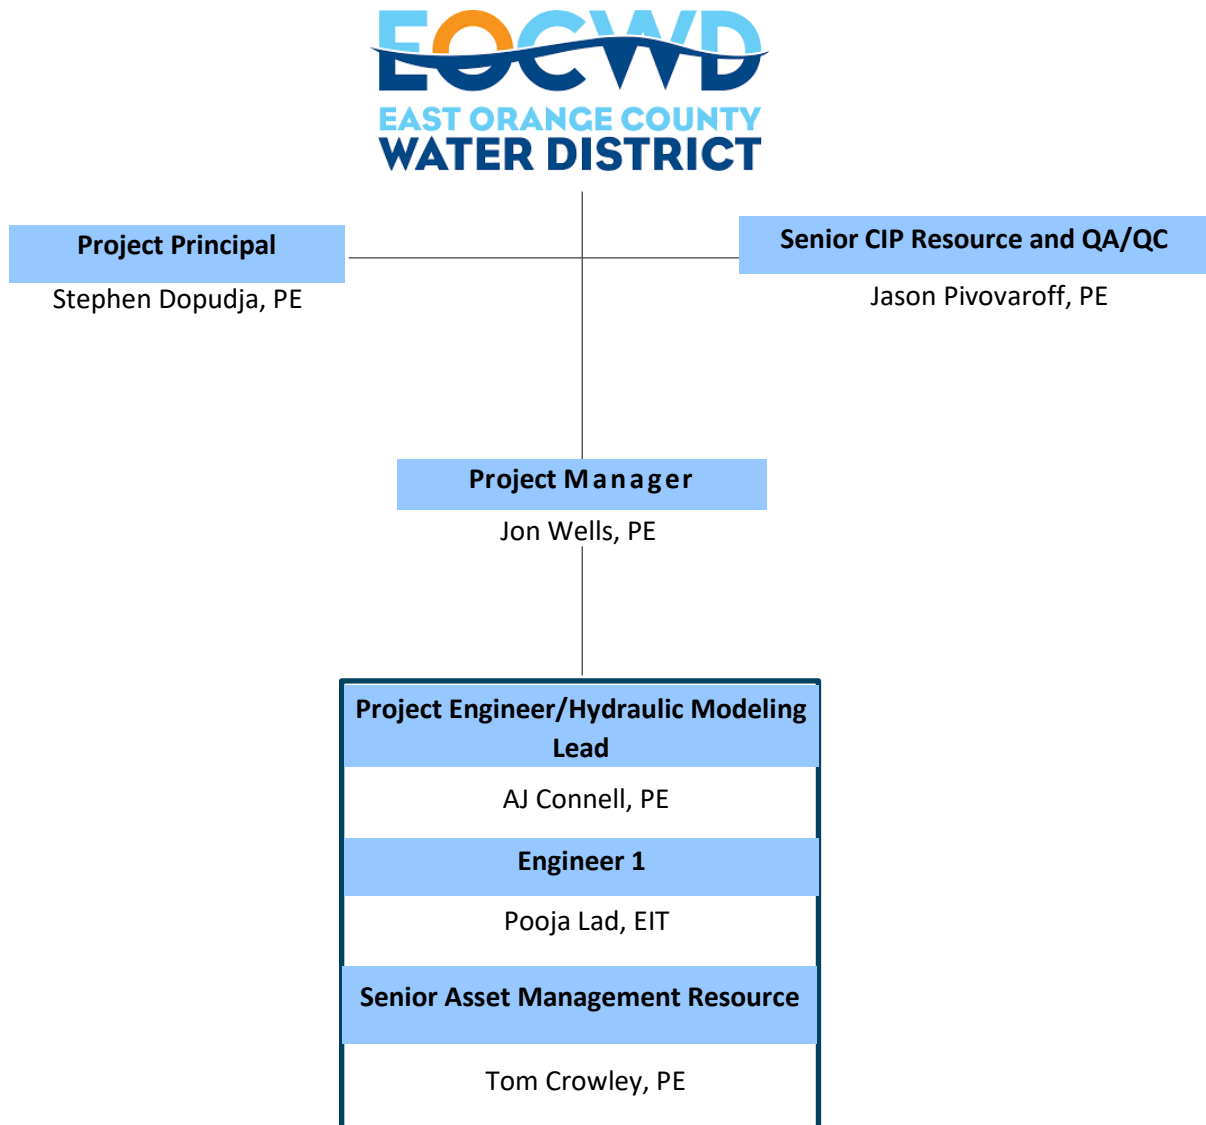 EOCWD
EAST ORANGE COUNTY
WATER DISTRICT
Project Principal
Stephen Dopudja, PE
Senior CIP Resource and QA/QC
Jason Pivovaroff, PE
Project Manager
Jon Wells, PE
Project Engineer/Hydraulic Modeling
Lead
AJ Connell, PE
Engineer 1
Pooja Lad, EIT
Senior Asset Management Resource
Tom Crowley, PE